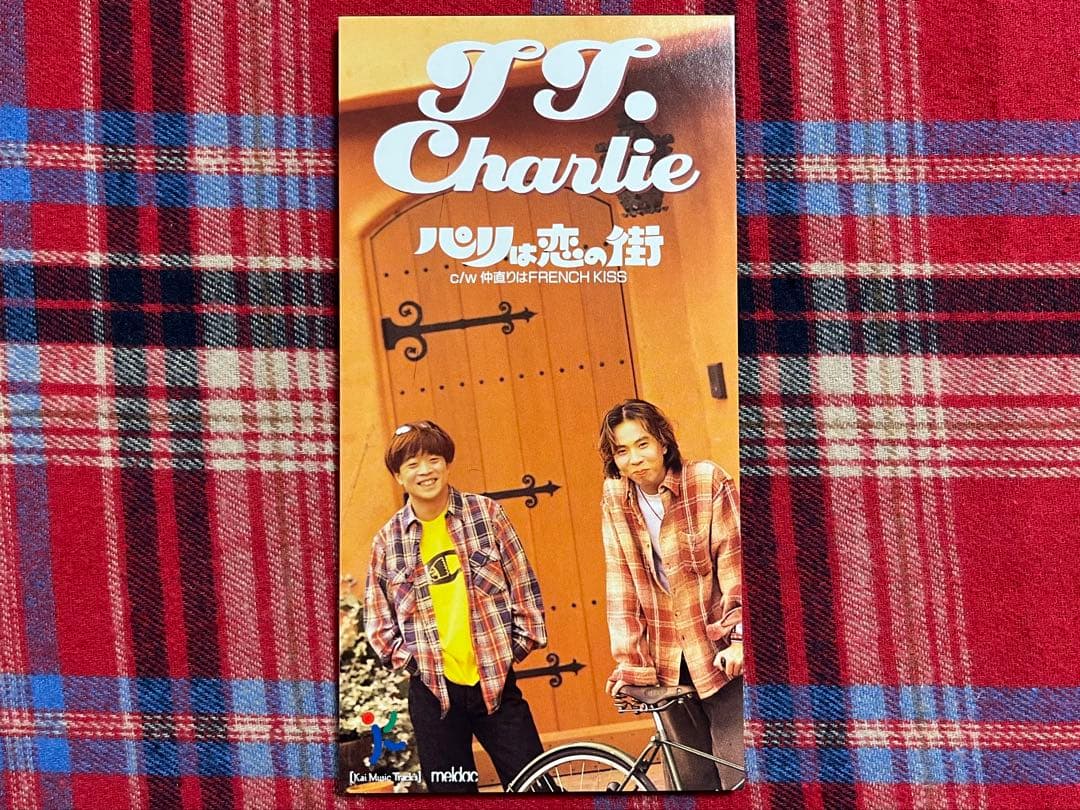 T T.
Charlie
パリは恋の街
c/w 仲直りはFRENCH KISS
[Kai Music Tracks] meldac